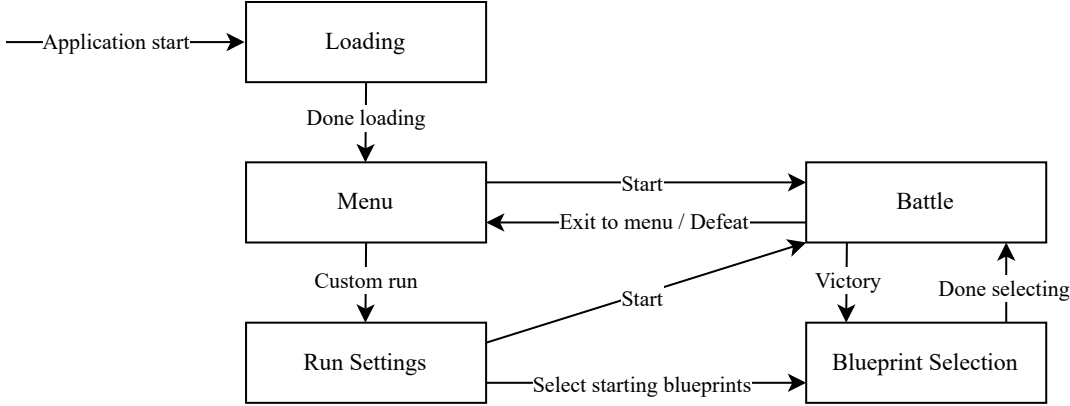 Application start
Loading
Done loading
Menu
Start
Battle
Exit to menu / Defeat
Custom run
Start
Victory
Done selecting
Run Settings
Select starting blueprints
Blueprint Selection